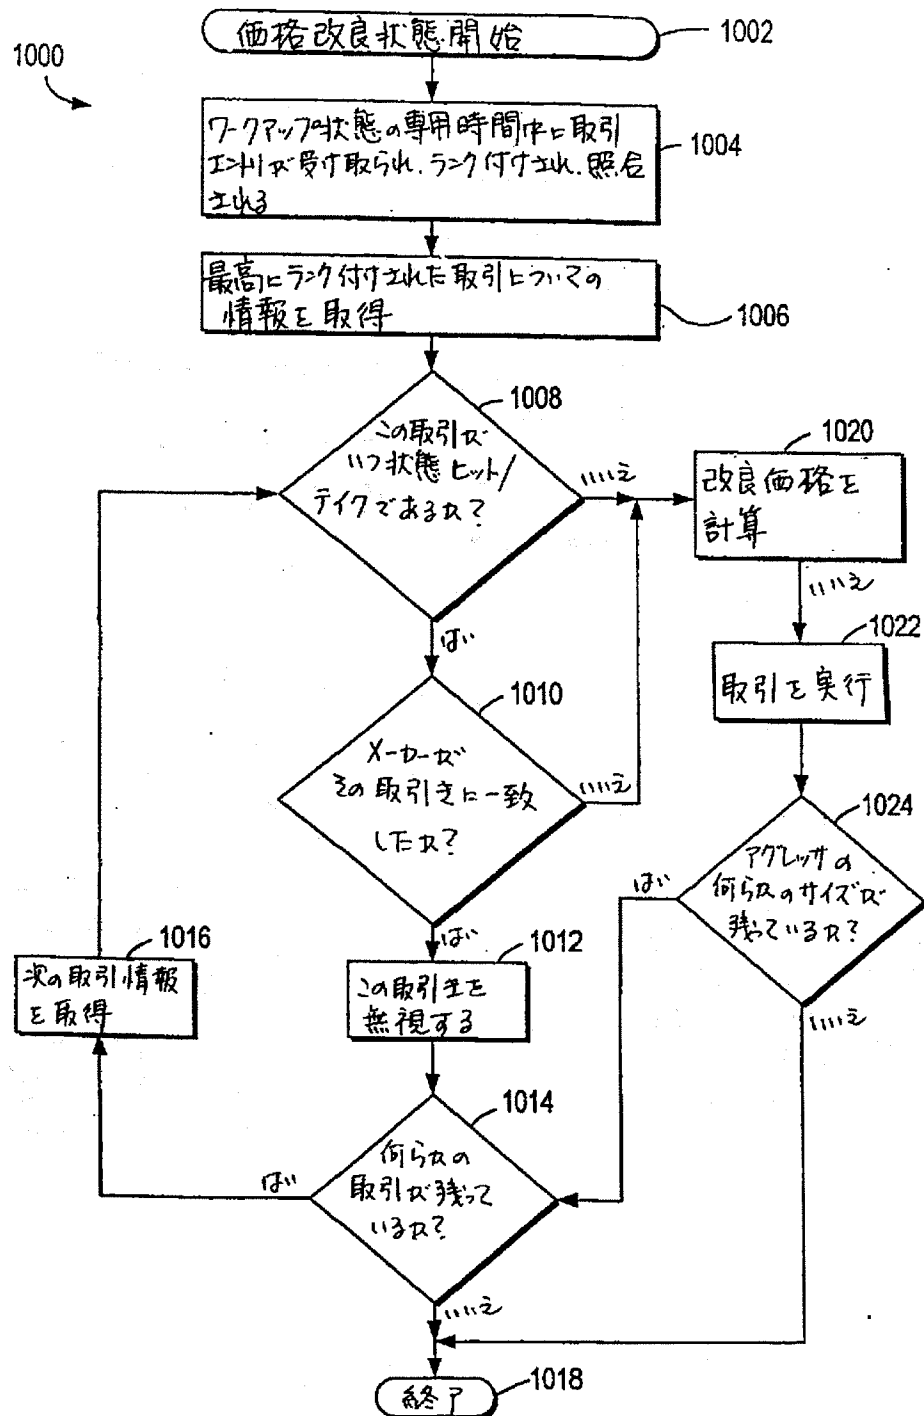 1000
価格改良状態開始
1002
ワークアップ状態の専用時間中に取引
エントリが受け取られ、ランク付けされ、照合
される
1004
最高にランク付けされた取引についての
情報を取得
1006
1008
この取引が
いつ状態ヒット/
テイクであるか?
いいえ
はい
1020
改良価格を
計算
いいえ
1022
取引を実行
1010
メーカーが
その取引きに一致
したか?
いいえ
はい
1024
アグレッサの
何らかのサイズが
残っているか?
はい
いいえ
1016
次の取引情報
を取得
1012
この取引きを
無視する
1014
何らかの
取引が残って
いるか?
はい
いいえ
終了
1018